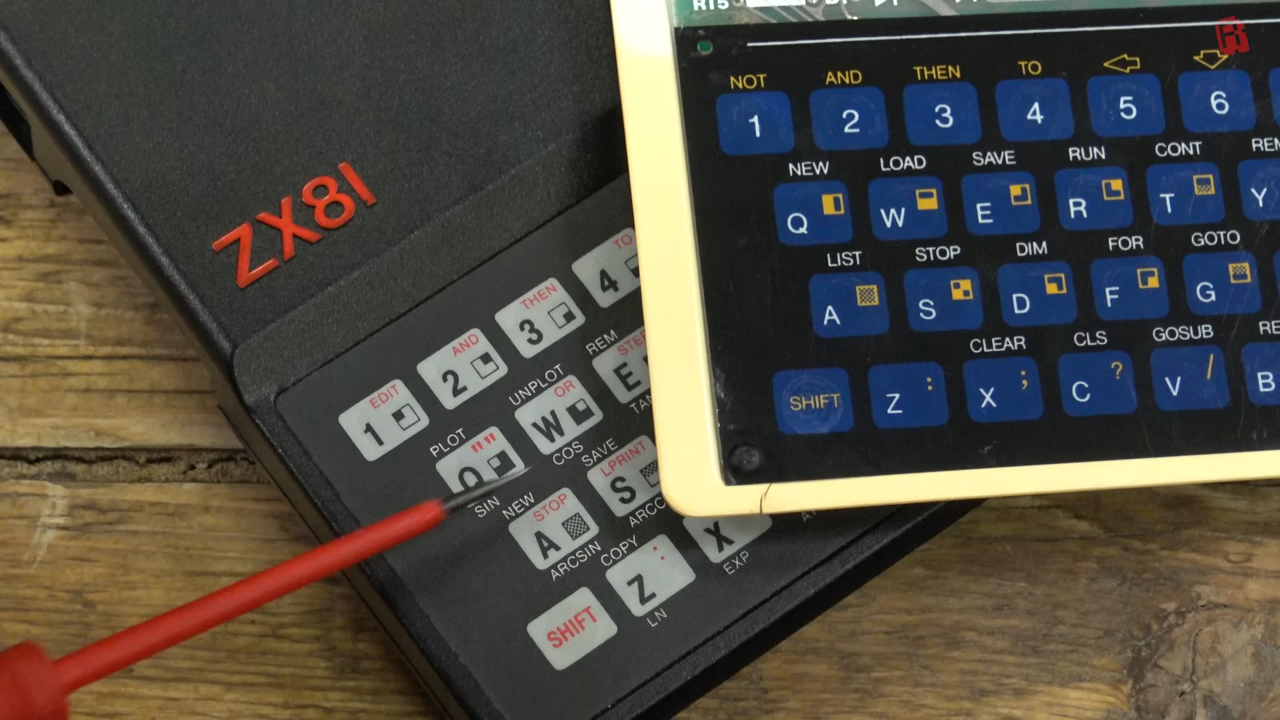 ZX81
EDIT
1
AND
2
THEN
3
TO
4
PLOT
""
Q
SIN
UNPLOT
OR
W
COS
REM
E
NEW
STOP
A
ARCSIN
SAVE
LPRINT
S
SHIFT
COPY
Z :
LN
X
EXP
NOT AND THEN TO
1 2 3 4 5 6
NEW LOAD SAVE RUN CONT
Q W E R T Y
LIST STOP DIM FOR GOTO
A S D F G
CLEAR CLS GOSUB
SHIFT Z : X ; C ? V / B